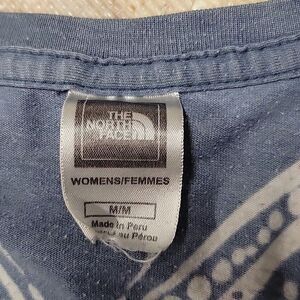 THE
NORTH
FACE
WOMENS/FEMMES
M/M
Made in Peru
au Pérou